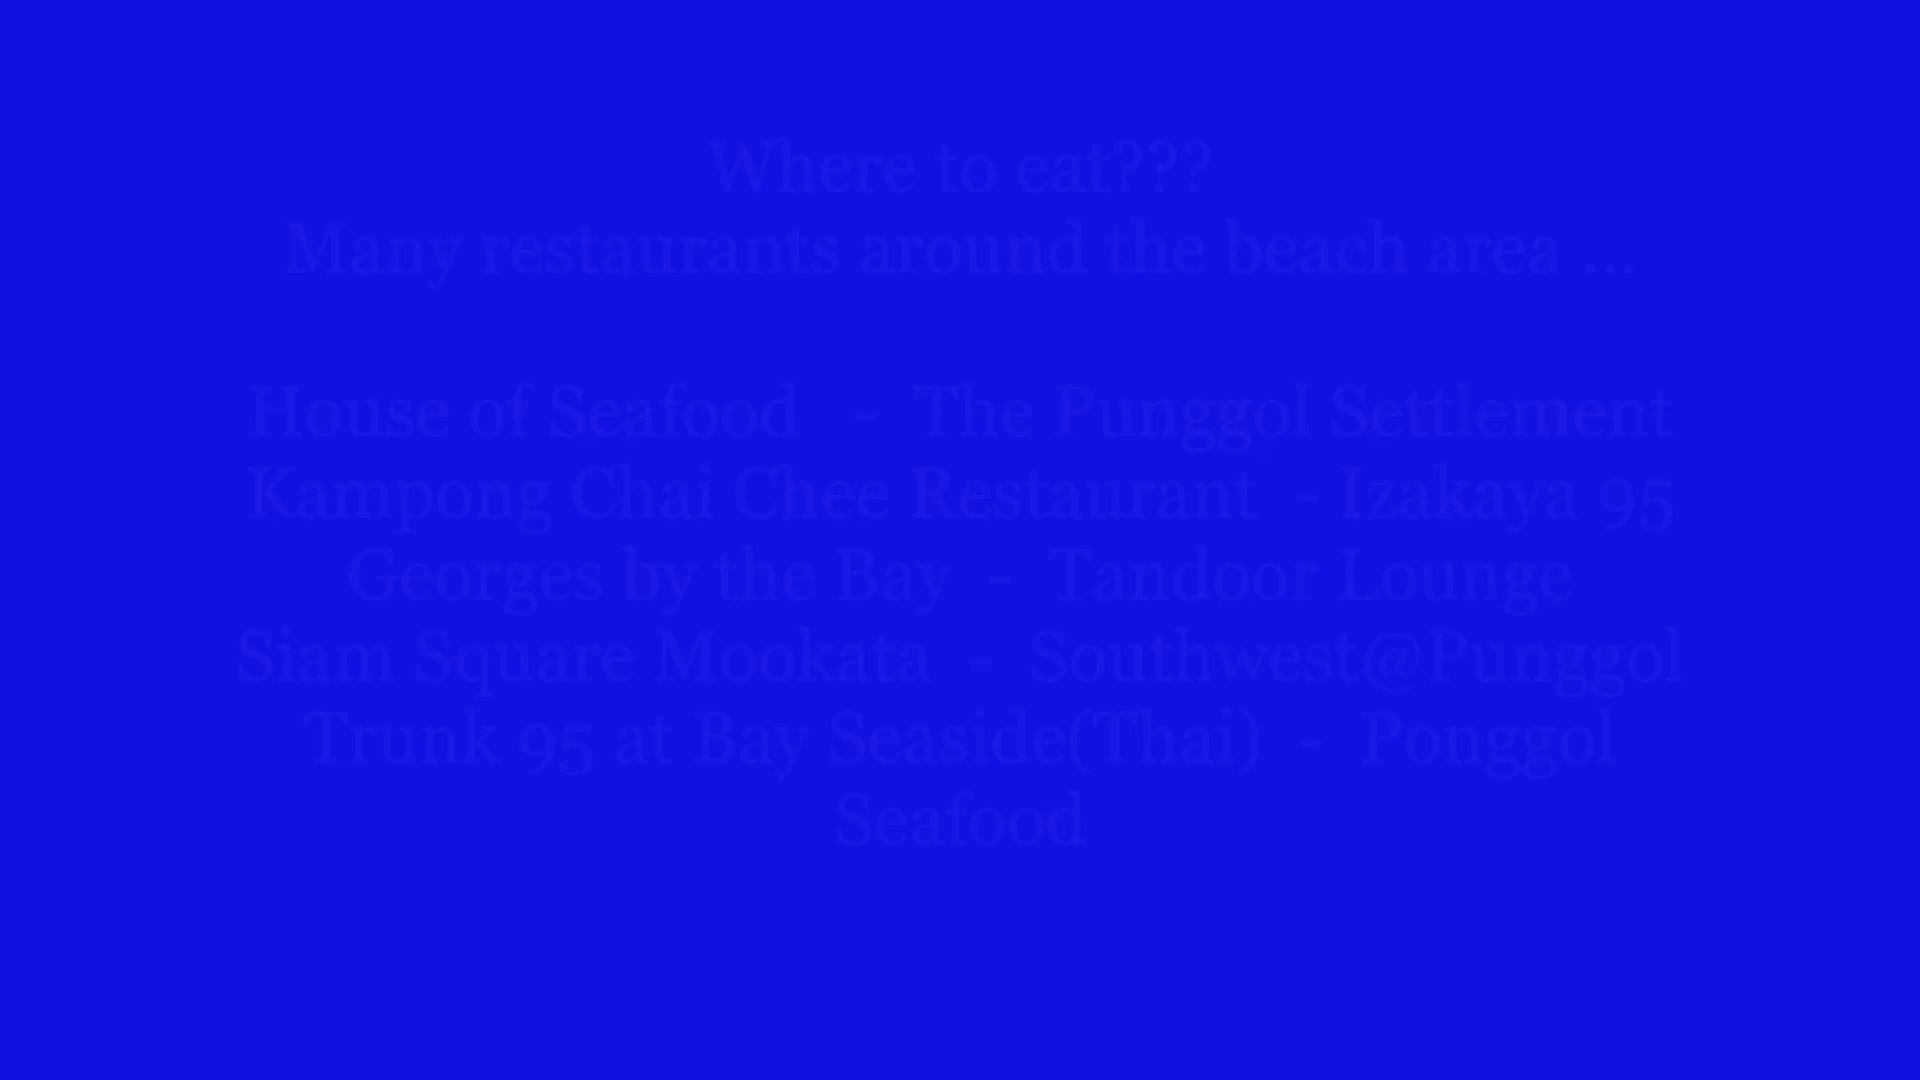 Where to eat???
Many restaurants around the beach area ...
House of Seafood - The Punggol Settlement
Kampong Chai Chee Restaurant - Izakaya 95
Georges by the Bay - Tandoor Lounge
Siam Square Mookata - Southwest@Punggol
Trunk 95 at Bay Seaside(Thai) - Ponggol
Seafood